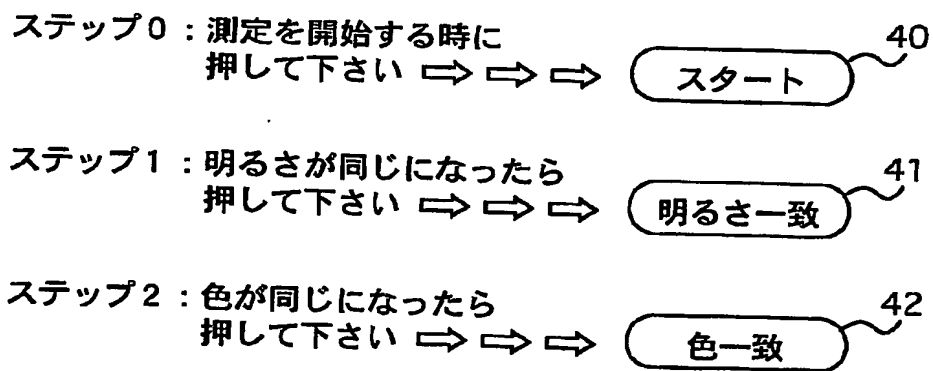 ステップ0:測定を開始する時に
押して下さい ⇨ ⇨ ⇨ スタート 40
ステップ1:明るさが同じになったら
押して下さい ⇨ ⇨ ⇨ 明るさ一致 41
ステップ2:色が同じになったら
押して下さい ⇨ ⇨ ⇨ 色一致 42